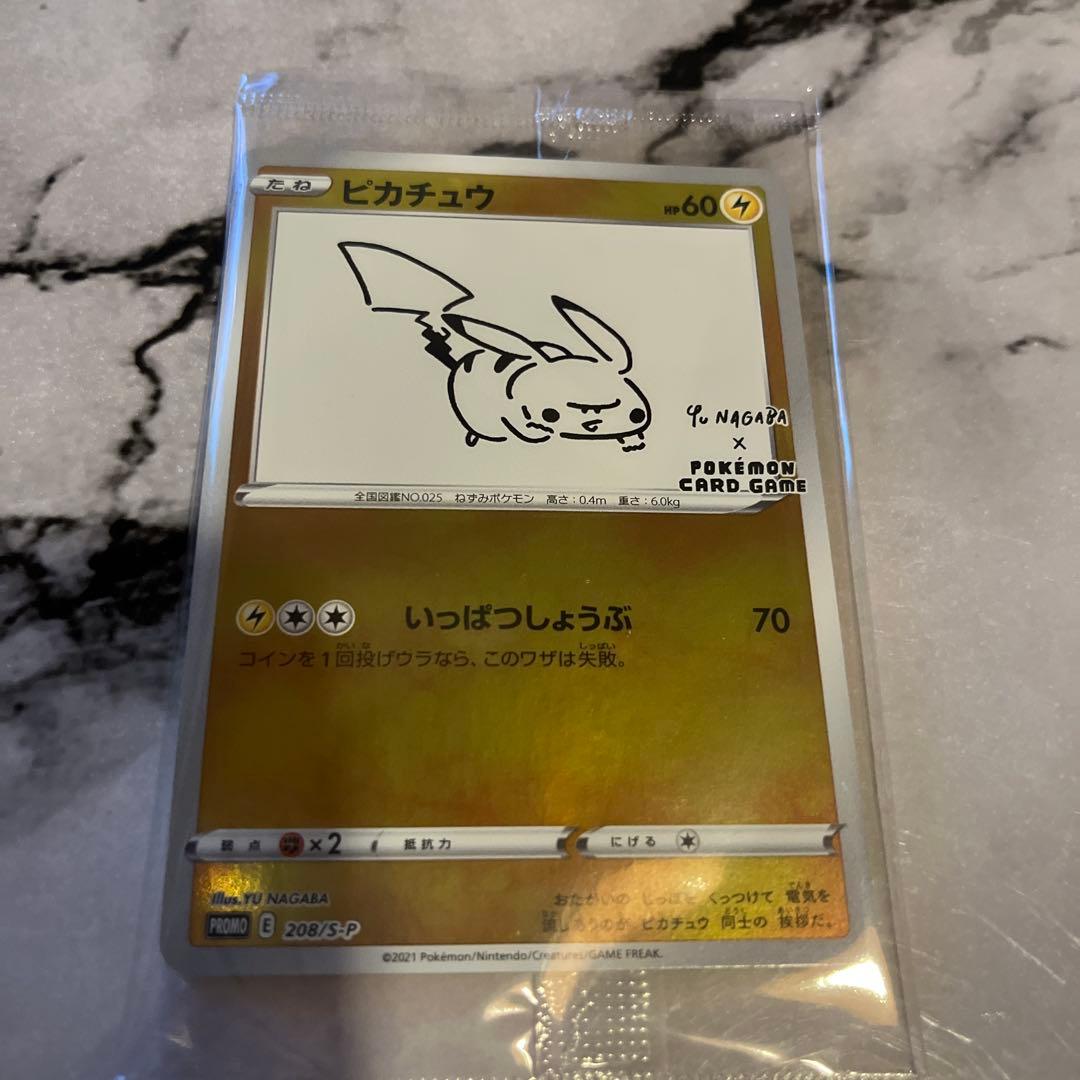 たね ピカチュウ HP60
Yu NAGABA
×
POKÉMON
CARD GAME
全国図鑑NO.025 ねずみポケモン 高さ:0.4m 重さ:6.0kg
いっぱつしょうぶ 70
コインを1回投げウラなら、このワザは失敗。
弱点 ×2 抵抗力 にげる
Illus.YU NAGABA
おたがいの しっぽを くっつけて 電気を
流しあうのが ピカチュウ 同士の 挨拶だ。
PROMO E 208/S-P
©2021 Pokémon/Nintendo/Creatures/GAME FREAK.